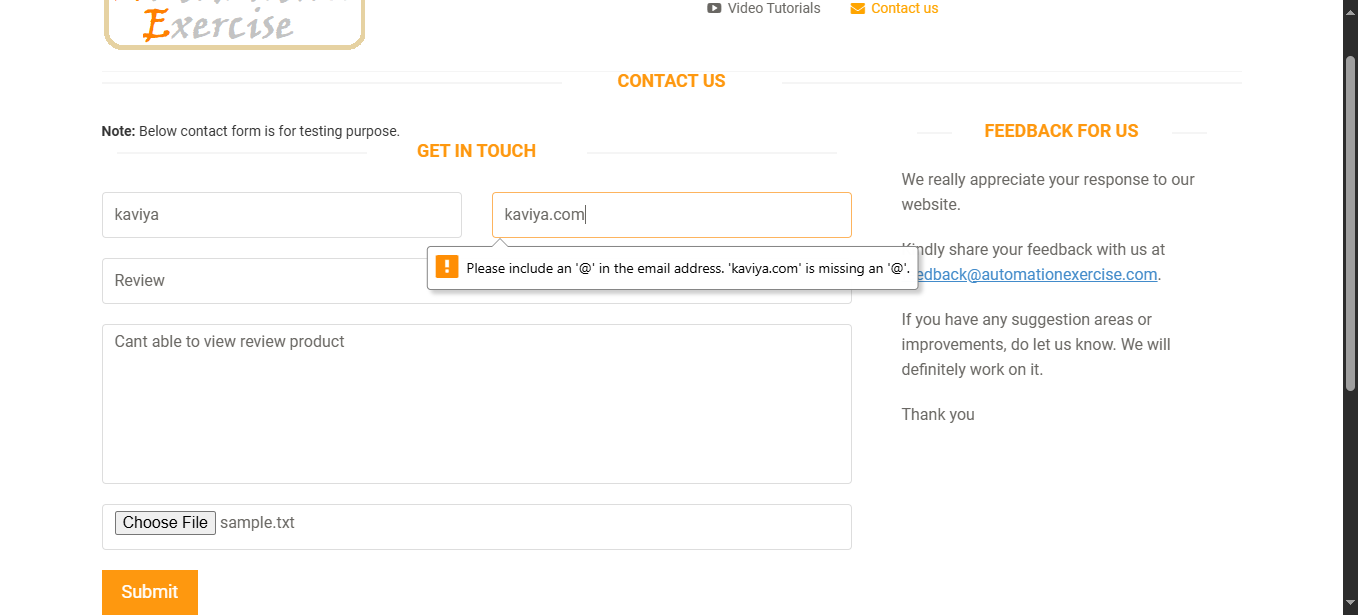 Exercise
Video Tutorials
Contact us
CONTACT US
Note: Below contact form is for testing purpose.
GET IN TOUCH
kaviya
kaviya.com
Please include an '@' in the email address. 'kaviya.com' is missing an '@'.
Review
Cant able to view review product
Choose File sample.txt
Submit
FEEDBACK FOR US
We really appreciate your response to our
website.
Kindly share your feedback with us at
edback@automationexercise.com.
If you have any suggestion areas or
improvements, do let us know. We will
definitely work on it.
Thank you